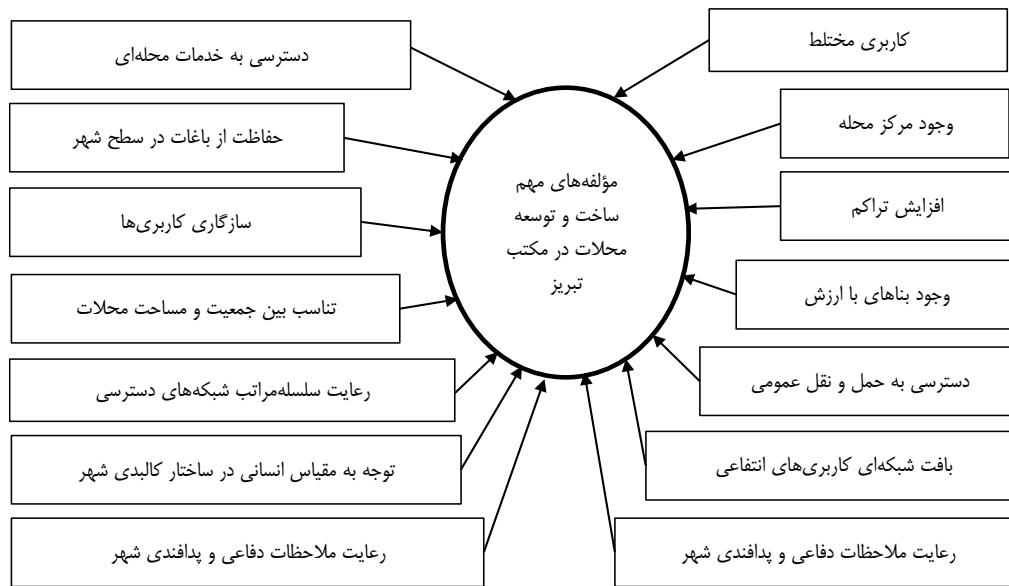 کاربری مختلط
دسترسی به خدمات محله‌ای
وجود مرکز محله
حفاظت از باغات در سطح شهر
مؤلفه‌های مهم
ساخت و توسعه
محلات در مکتب
تبریز
افزایش تراکم
سازگاری کاربری‌ها
وجود بناهای با ارزش
تناسب بین جمعیت و مساحت محلات
دسترسی به حمل و نقل عمومی
رعایت سلسله‌مراتب شبکه‌های دسترسی
بافت شبکه‌ای کاربری‌های انتفاعی
توجه به مقیاس انسانی در ساختار کالبدی شهر
رعایت ملاحظات دفاعی و پدافندی شهر
رعایت ملاحظات دفاعی و پدافندی شهر